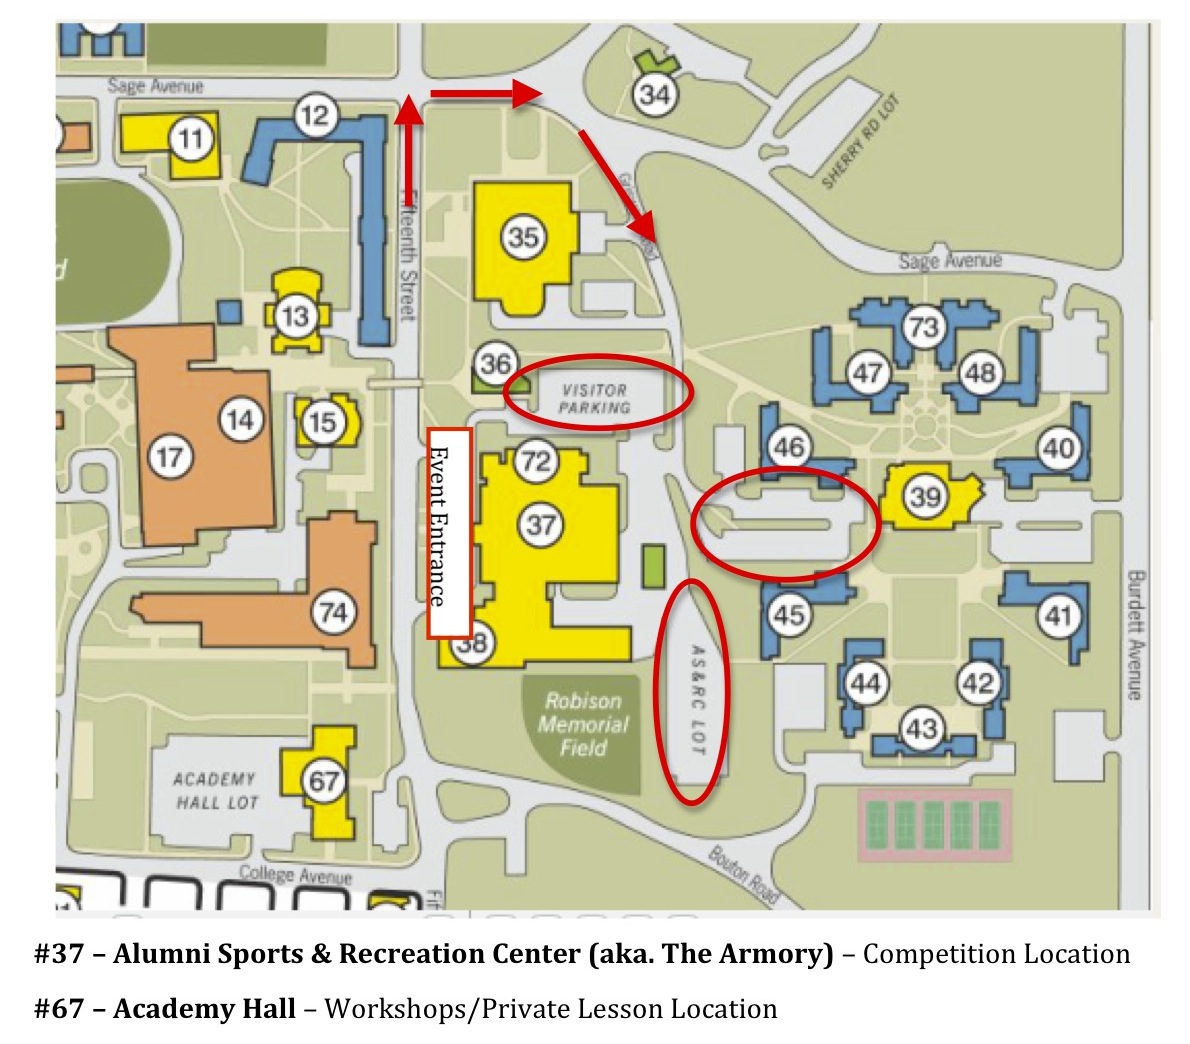 Sage Avenue
12
11
34
SHERRY RD LOT
Fifteenth Street
35
d
Sage Avenue
13
73
36
47
48
VISITOR
PARKING
14
15
17
72
46
40
39
37
Event Entrance
74
45
41
38
AS&RC LOT
Burdett Avenue
44
42
Robison
Memorial
Field
43
67
ACADEMY
HALL LOT
College Avenue
Bouton Road
Fif
#37 – Alumni Sports & Recreation Center (aka. The Armory) – Competition Location
#67 – Academy Hall – Workshops/Private Lesson Location